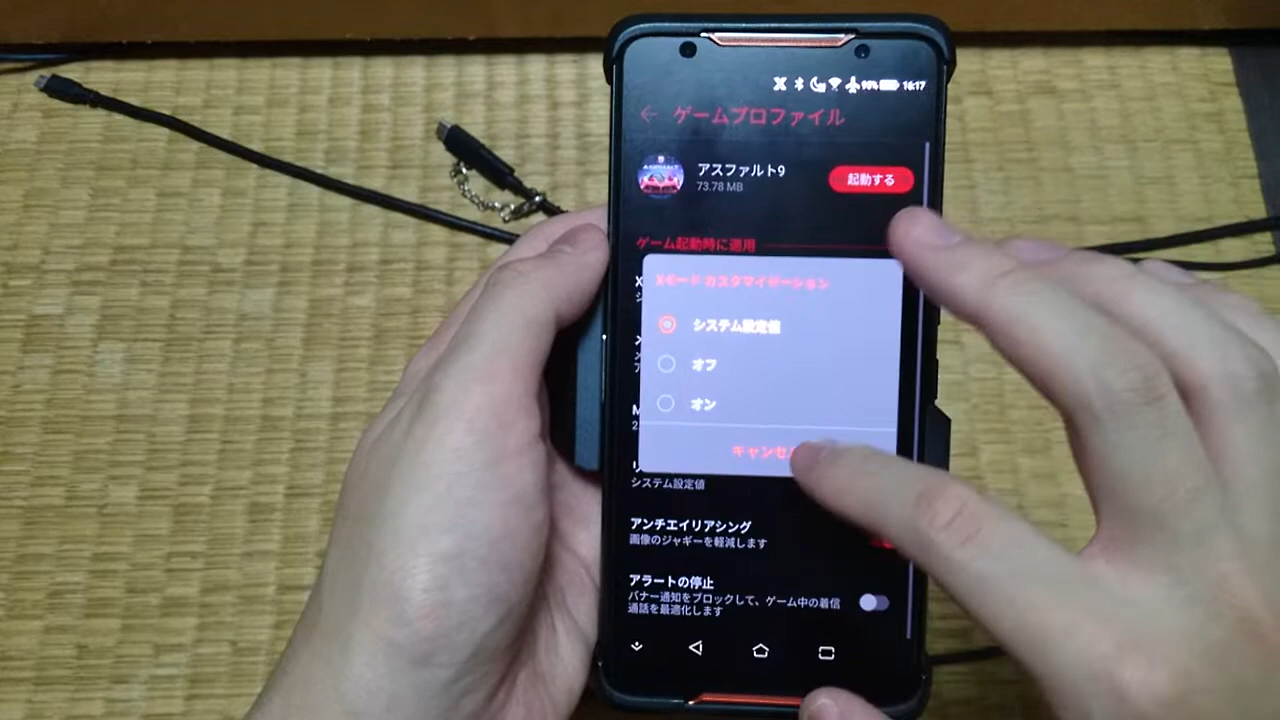 90% 16:17
← ゲームプロファイル
アスファルト9
73.78 MB
起動する
ゲーム起動時に適用
Xモード カスタマイゼーション
システム設定値
オフ
オン
キャンセル
システム設定値
アンチエイリアシング
画像のジャギーを軽減します
アラートの停止
バナー通知をブロックして、ゲーム中の着信
通話を最適化します